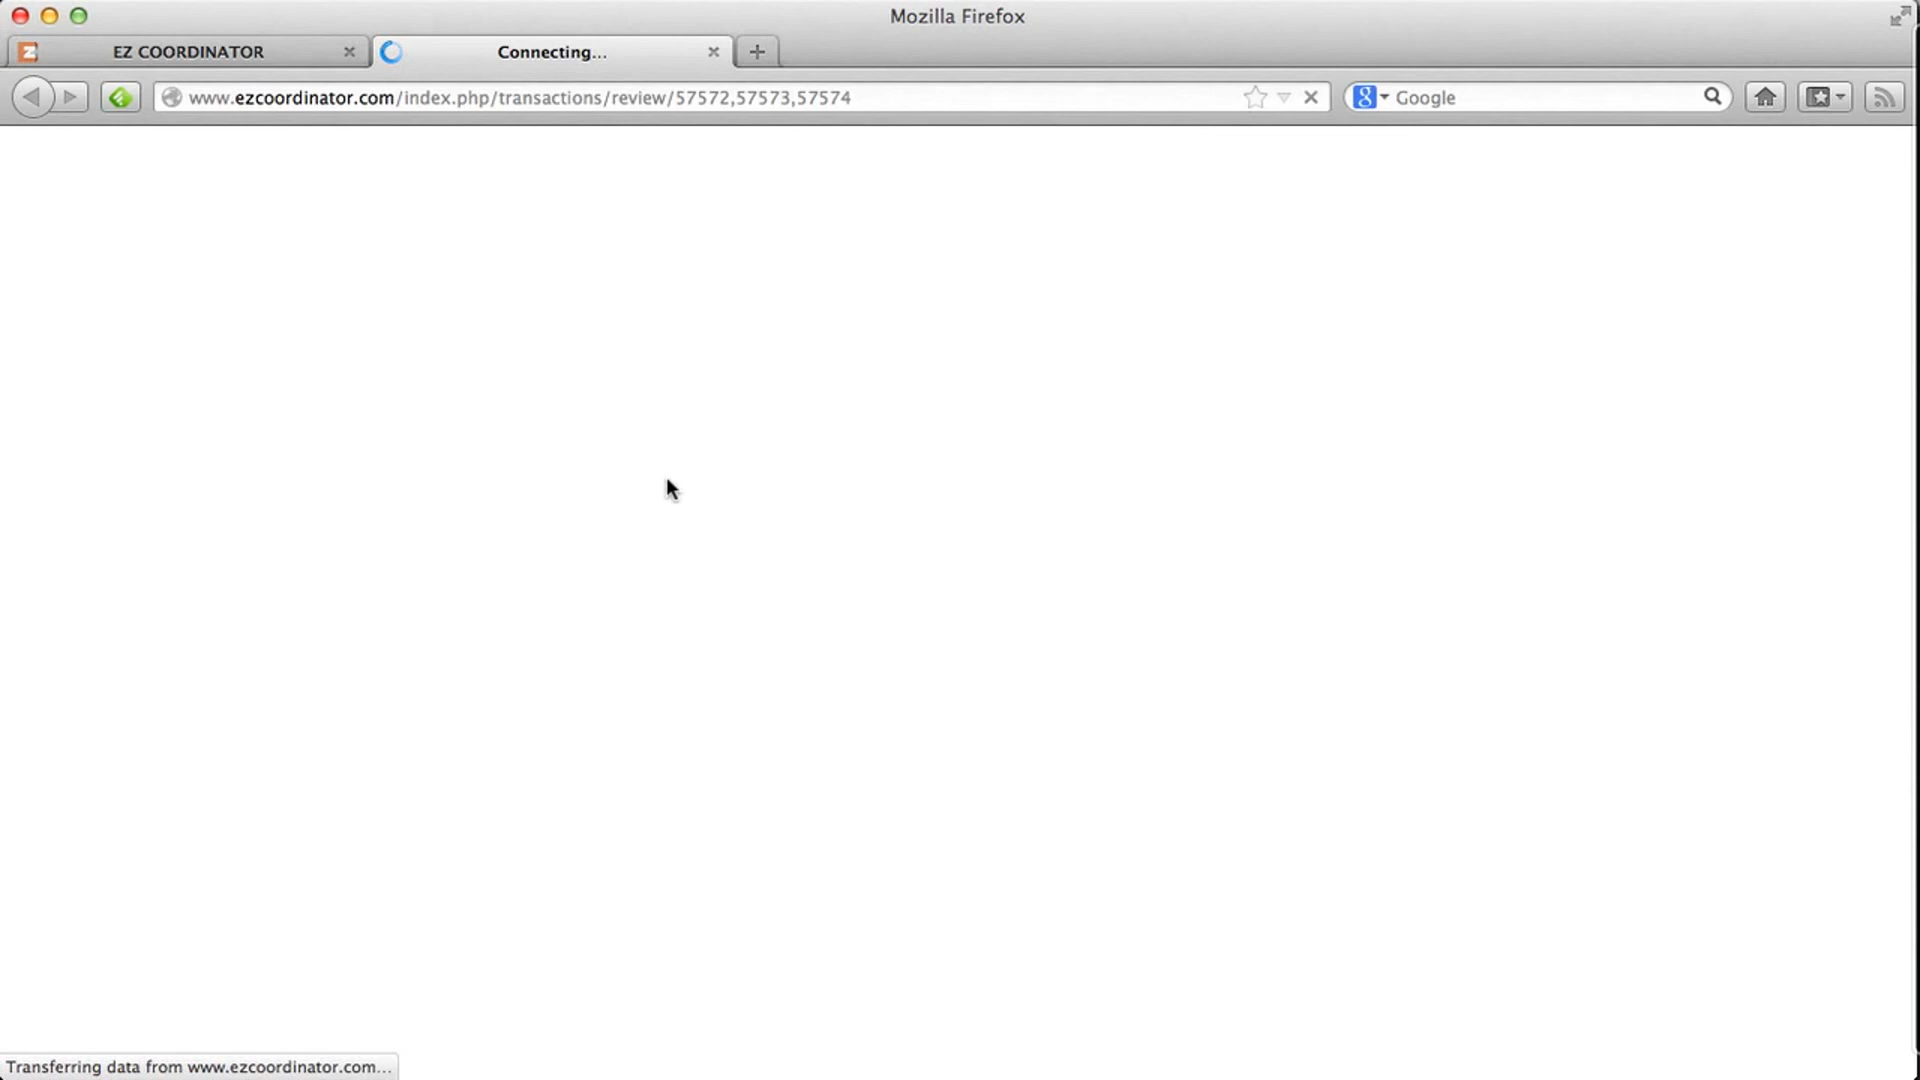 Mozilla Firefox
EZ COORDINATOR
Connecting...
www.ezcoordinator.com/index.php/transactions/review/57572,57573,57574
Google
Transferring data from www.ezcoordinator.com...